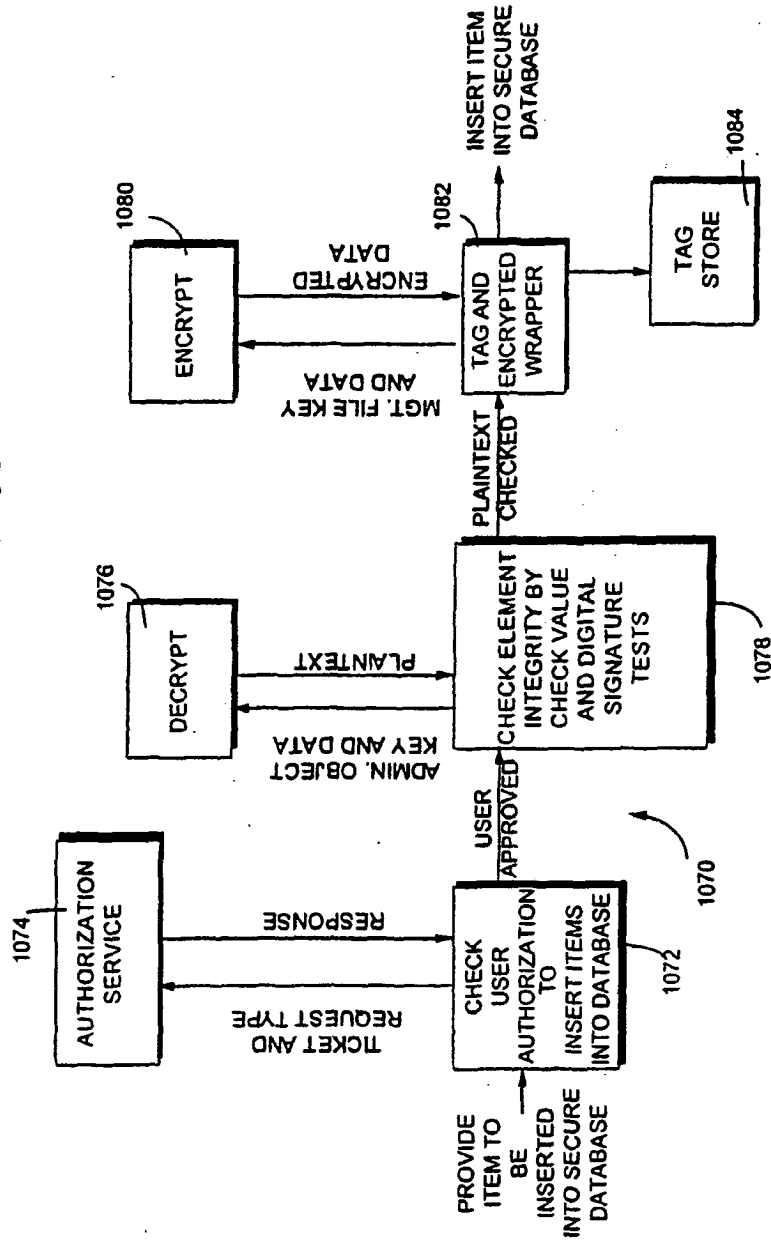 PROVIDE
ITEM TO
BE
INSERTED
INTO SECURE
DATABASE
CHECK
USER
AUTHORIZATION
TO
INSERT ITEMS
INTO DATABASE
1072
TICKET AND
REQUEST TYPE
RESPONSE
AUTHORIZATION
SERVICE
1074
1070
USER
APPROVED
CHECK ELEMENT
INTEGRITY BY
CHECK VALUE
AND DIGITAL
SIGNATURE
TESTS
1078
ADMIN. OBJECT
KEY AND DATA
PLAINTEXT
DECRYPT
1076
PLAINTEXT
CHECKED
TAG AND
ENCRYPTED
WRAPPER
1082
MGT. FILE KEY
AND DATA
ENCRYPTED
DATA
ENCRYPT
1080
INSERT ITEM
INTO SECURE
DATABASE
TAG
STORE
1084